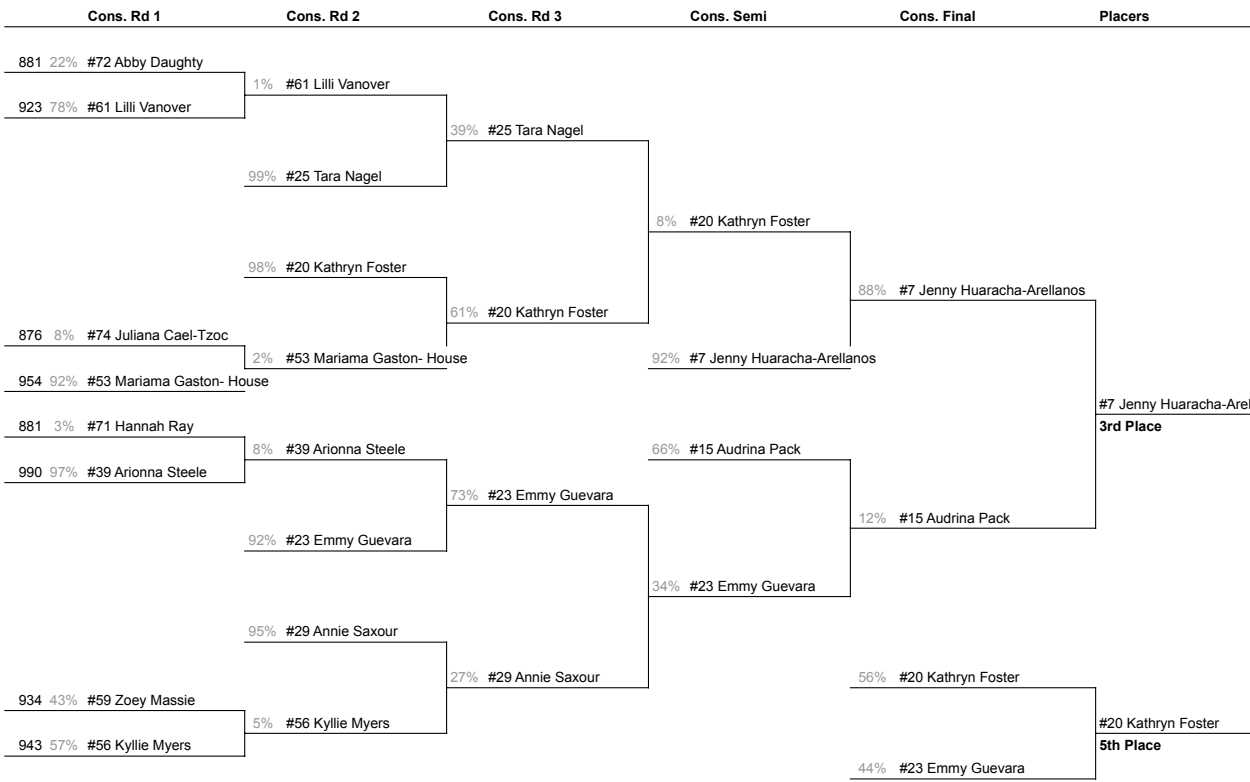 Cons. Rd 1 Cons. Rd 2 Cons. Rd 3 Cons. Semi Cons. Final Placers
881 22% #72 Abby Daughty
1% #61 Lilli Vanover
923 78% #61 Lilli Vanover
39% #25 Tara Nagel
99% #25 Tara Nagel
8% #20 Kathryn Foster
98% #20 Kathryn Foster
88% #7 Jenny Huaracha-Arellanos
61% #20 Kathryn Foster
876 8% #74 Juliana Cael-Tzoc
2% #53 Mariama Gaston- House
92% #7 Jenny Huaracha-Arellanos
954 92% #53 Mariama Gaston- House
#7 Jenny Huaracha-Arel
881 3% #71 Hannah Ray
3rd Place
8% #39 Arionna Steele
66% #15 Audrina Pack
990 97% #39 Arionna Steele
73% #23 Emmy Guevara
12% #15 Audrina Pack
92% #23 Emmy Guevara
34% #23 Emmy Guevara
95% #29 Annie Saxour
27% #29 Annie Saxour
56% #20 Kathryn Foster
934 43% #59 Zoey Massie
5% #56 Kyllie Myers
#20 Kathryn Foster
943 57% #56 Kyllie Myers
5th Place
44% #23 Emmy Guevara